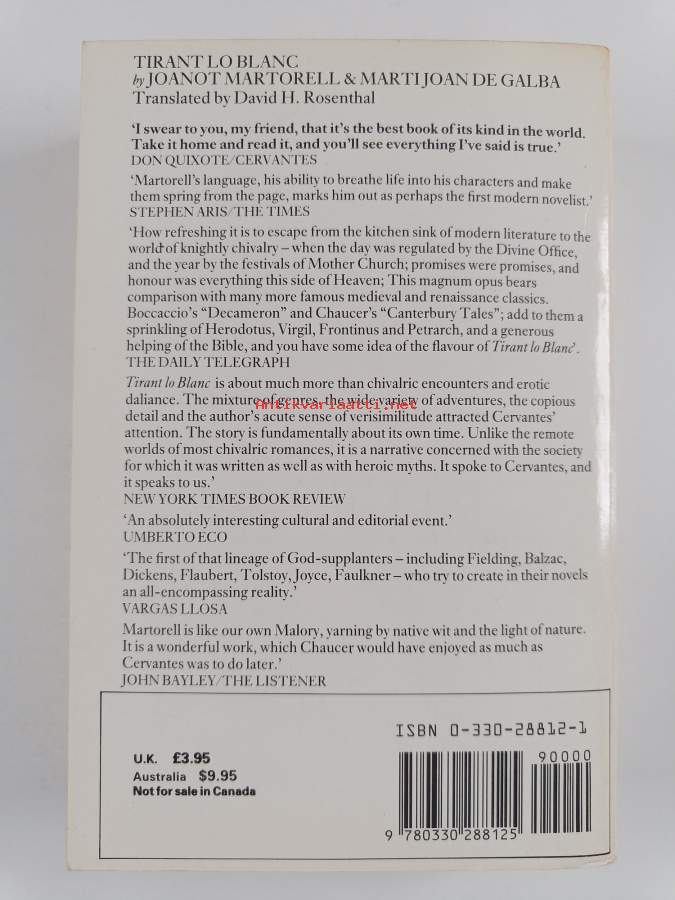 TIRANT LO BLANC
by JOANOT MARTORELL & MARTI JOAN DE GALBA
Translated by David H. Rosenthal
‘I swear to you, my friend, that it's the best book of its kind in the world.
Take it home and read it, and you'll see everything I've said is true.’
DON QUIXOTE/CERVANTES
‘Martorell's language, his ability to breathe life into his characters and make
them spring from the page, marks him out as perhaps the first modern novelist.’
STEPHEN ARIS/THE TIMES
‘How refreshing it is to escape from the kitchen sink of modern literature to the
world of knightly chivalry – when the day was regulated by the Divine Office,
and the year by the festivals of Mother Church; promises were promises, and
honour was everything this side of Heaven; This magnum opus bears
comparison with many more famous medieval and renaissance classics.
Boccaccio's “Decameron” and Chaucer's “Canterbury Tales”; add to them a
sprinkling of Herodotus, Virgil, Frontinus and Petrarch, and a generous
helping of the Bible, and you have some idea of the flavour of Tirant lo Blanc’.
THE DAILY TELEGRAPH
Tirant lo Blanc is about much more than chivalric encounters and erotic
daliance. The mixture of genres, the wide variety of adventures, the copious
Antikvariaatti.net
detail and the author's acute sense of verisimilitude attracted Cervantes'
attention. The story is fundamentally about its own time. Unlike the remote
worlds of most chivalric romances, it is a narrative concerned with the society
for which it was written as well as with heroic myths. It spoke to Cervantes, and
it speaks to us.’
NEW YORK TIMES BOOK REVIEW
‘An absolutely interesting cultural and editorial event.’
UMBERTO ECO
‘The first of that lineage of God-supplanters – including Fielding, Balzac,
Dickens, Flaubert, Tolstoy, Joyce, Faulkner – who try to create in their novels
an all-encompassing reality.’
VARGAS LLOSA
Martorell is like our own Malory, yarning by native wit and the light of nature.
It is a wonderful work, which Chaucer would have enjoyed as much as
Cervantes was to do later.’
JOHN BAYLEY/THE LISTENER
ISBN 0-330-28812-1
U.K. £3.95
Australia $9.95
Not for sale in Canada
90000
9 780330 288125